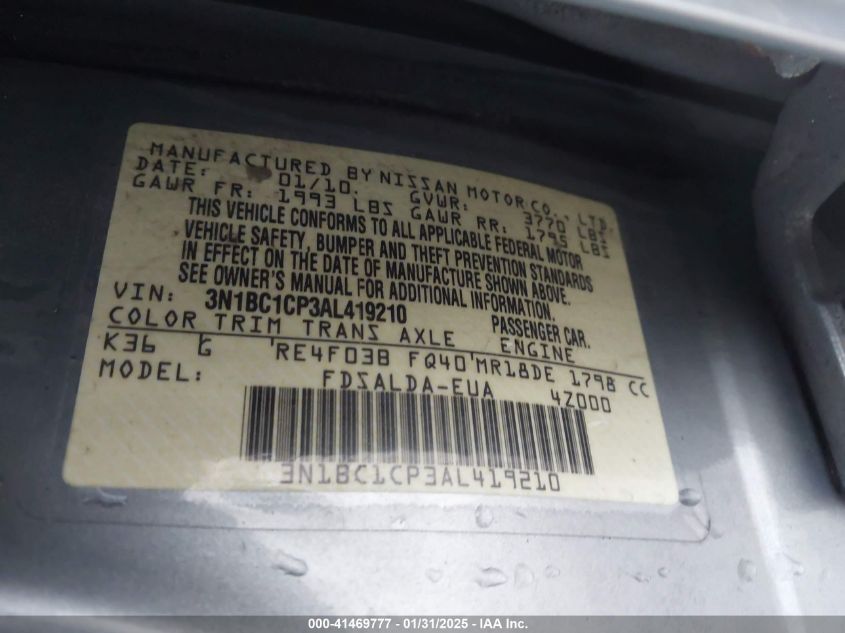 MANUFACTURED BY NISSAN MOTOR CO., LTD
DATE: 01/10. GVWR: 3770 LBS
GAWR FR: 1993 LBS GAWR RR: 1795 LBS
THIS VEHICLE CONFORMS TO ALL APPLICABLE FEDERAL MOTOR
VEHICLE SAFETY, BUMPER AND THEFT PREVENTION STANDARDS
IN EFFECT ON THE DATE OF MANUFACTURE SHOWN ABOVE.
SEE OWNER'S MANUAL FOR ADDITIONAL INFORMATION.
VIN: 3N1BC1CP3AL419210 PASSENGER CAR.
COLOR TRIM TRANS AXLE ENGINE
K36 G RE4F03B FQ40 MR18DE 1798 CC
MODEL: FDSALDA-EUA 4Z000
3N1BC1CP3AL419210
000-41469777 - 01/31/2025 - IAA Inc.